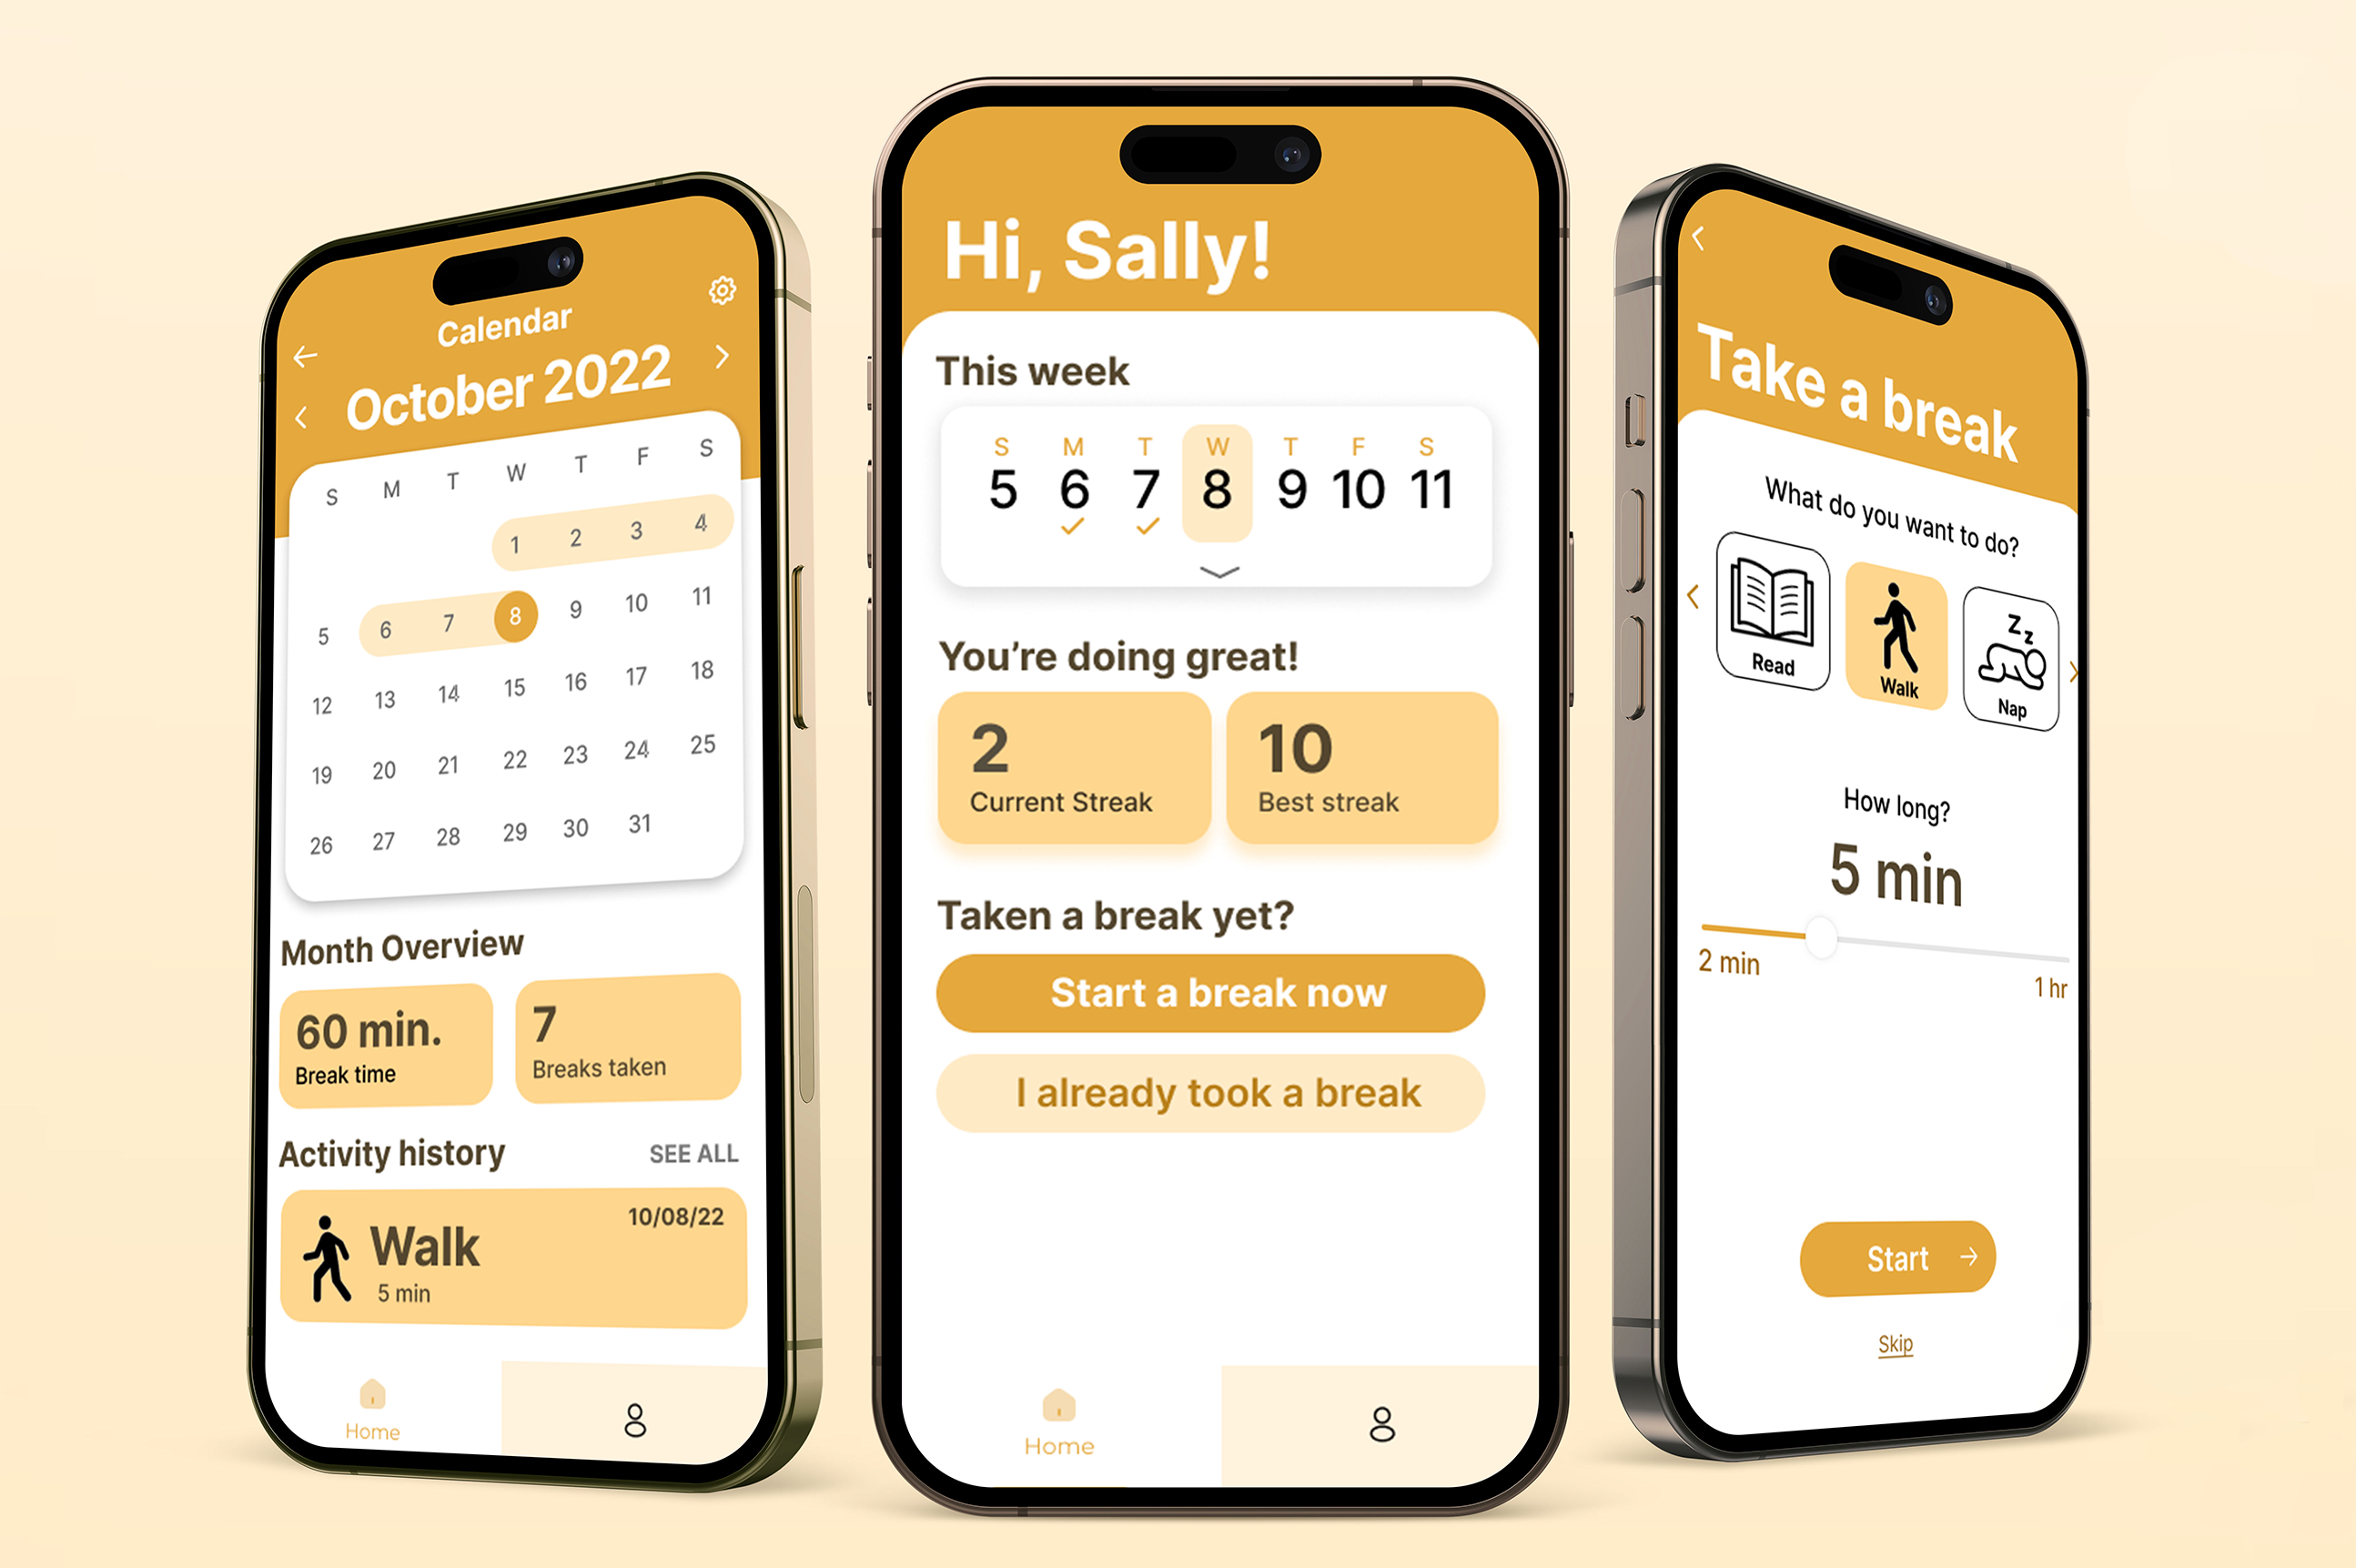 Calendar
October 2022
S M T W T F S
1 2 3 4
5 6 7 8 9 10 11
12 13 14 15 16 17 18
19 20 21 22 23 24 25
26 27 28 29 30 31
Month Overview
60 min.
Break time
7
Breaks taken
Activity history
SEE ALL
10/08/22
Walk
5 min
Home
Hi, Sally!
This week
S M T W T F S
5 6 7 8 9 10 11
You’re doing great!
2
Current Streak
10
Best streak
Taken a break yet?
Start a break now
I already took a break
Home
Take a break
What do you want to do?
Read
Walk
Z z
Nap
How long?
5 min
2 min
1 hr
Start
Skip